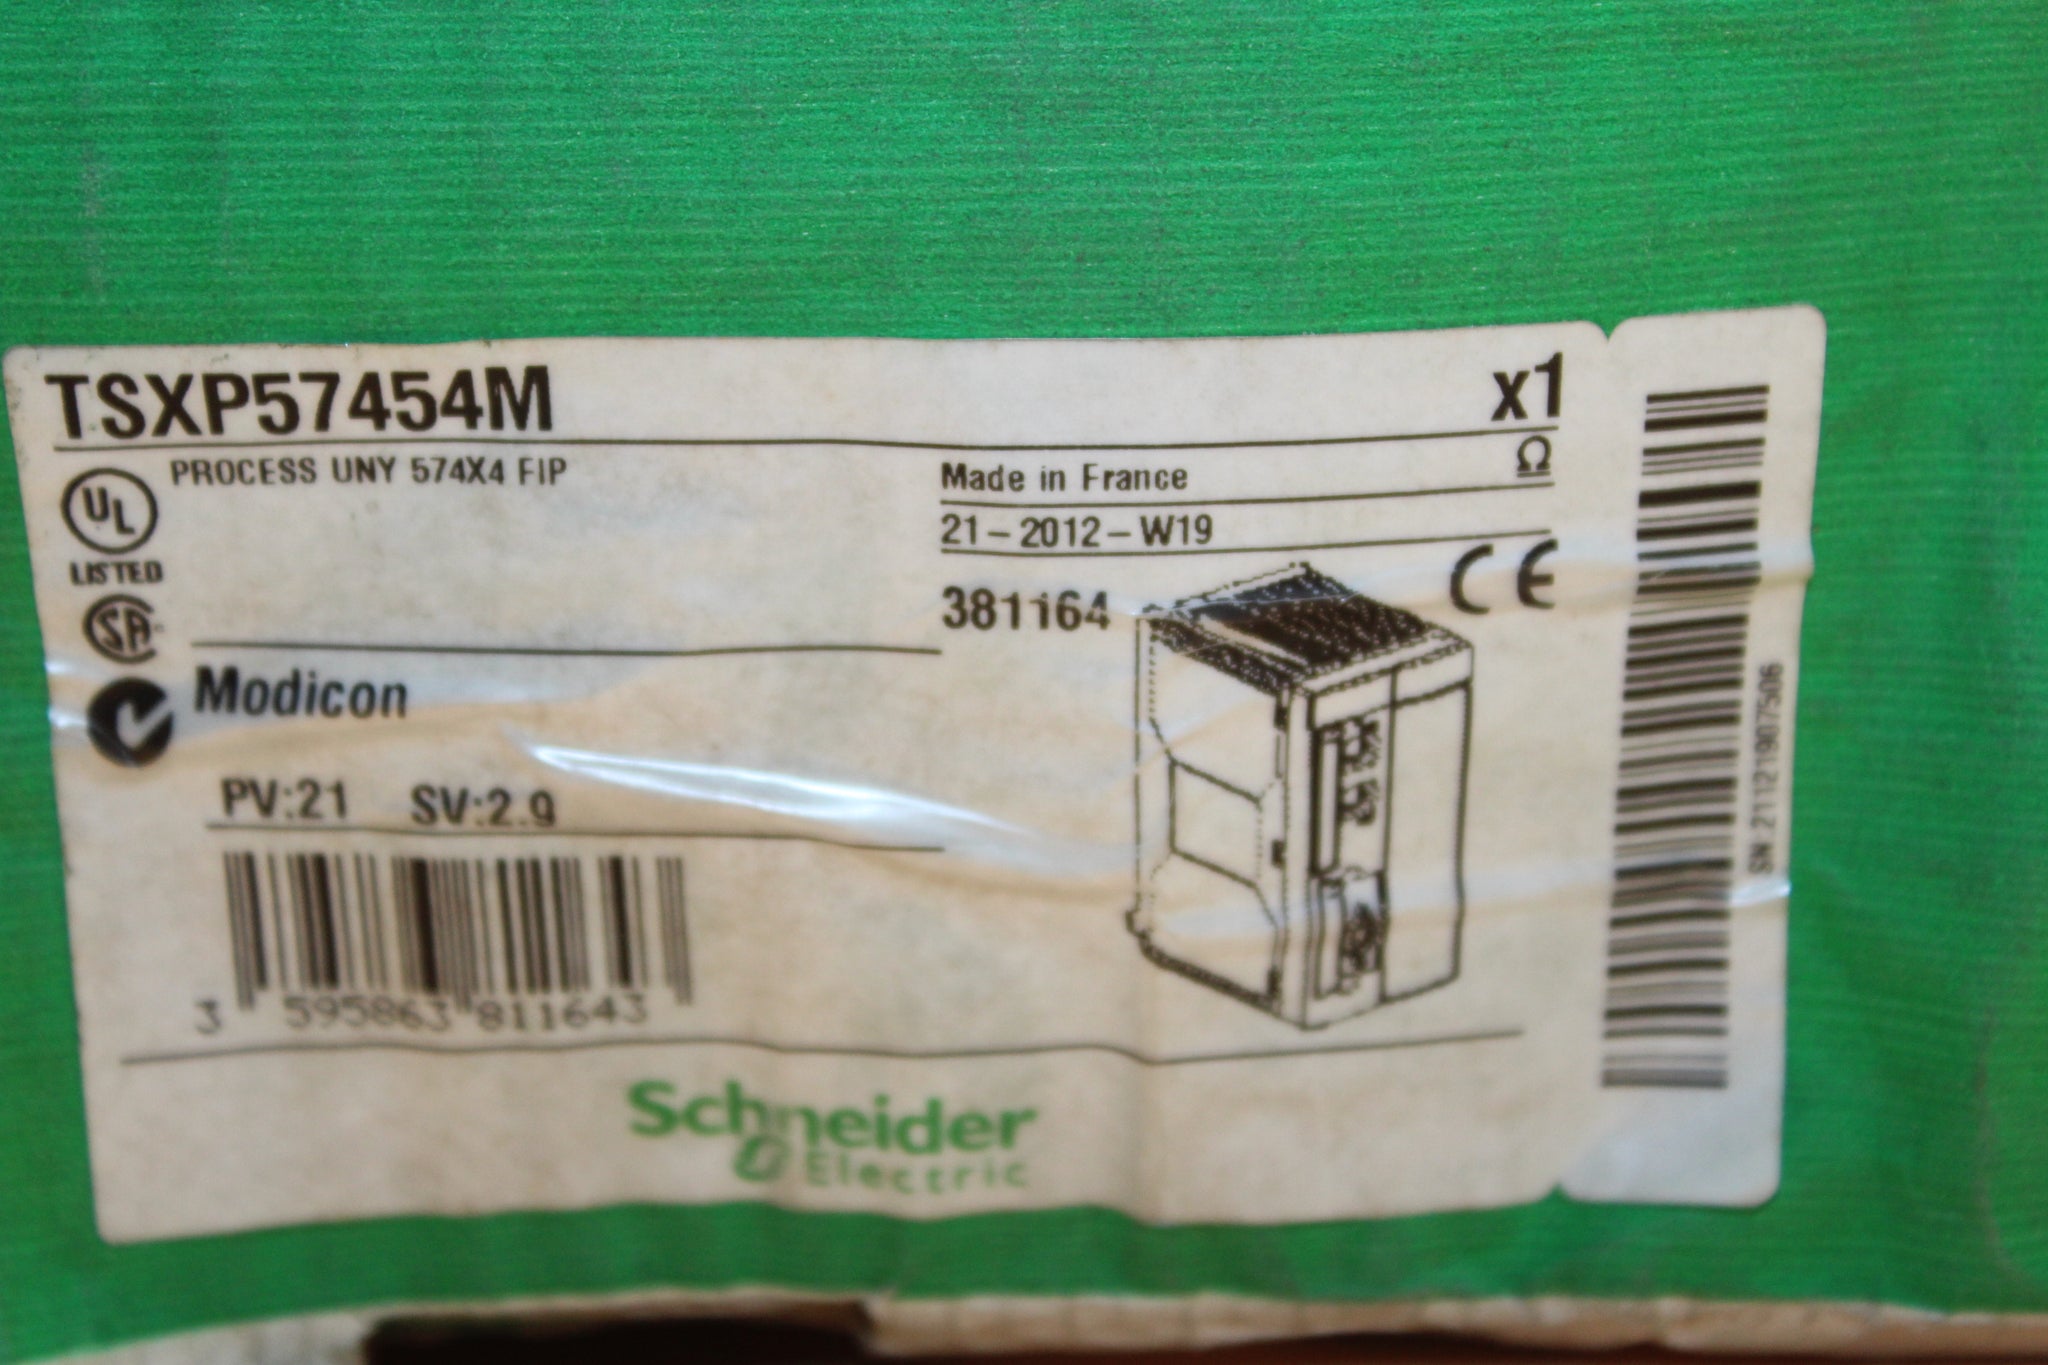 TSXP57454M
x1
PROCESS UNY 574X4 FIP
Made in France
Ω
UL
LISTED
21-2012-W19
CE
381164
SA
Modicon
PV:21 SV:2.9
3 595863 811643
SN:21121907506
Schneider
Electric